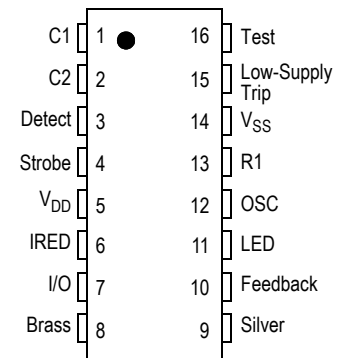 C1 1 16 Test
C2 2 15 Low-Supply Trip
Detect 3 14 VSS
Strobe 4 13 R1
VDD 5 12 OSC
IRED 6 11 LED
I/O 7 10 Feedback
Brass 8 9 Silver